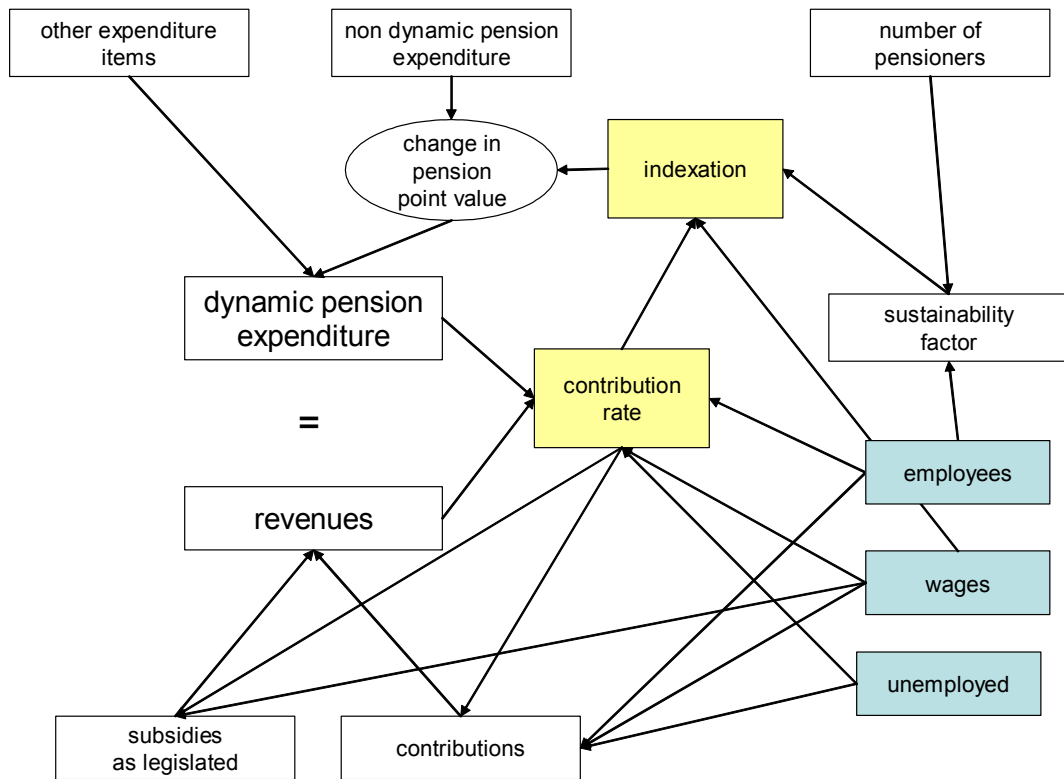 other expenditure
items
non dynamic pension
expenditure
number of
pensioners
change in
pension
point value
indexation
dynamic pension
expenditure
sustainability
factor
contribution
rate
=
employees
revenues
wages
unemployed
subsidies
as legislated
contributions